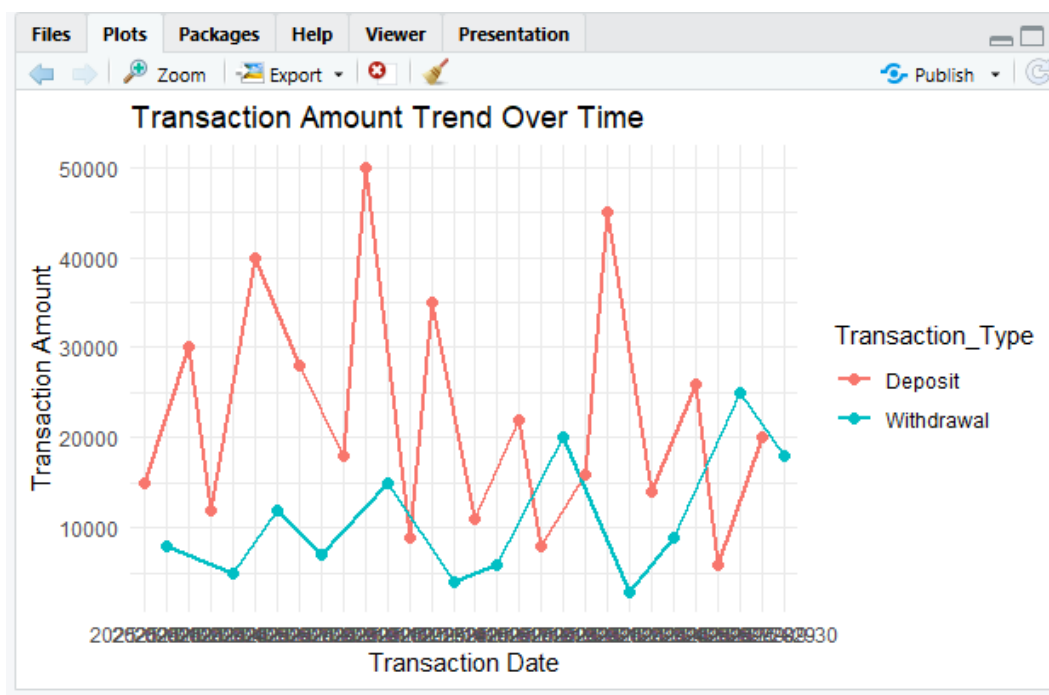 Files Plots Packages Help Viewer Presentation
Zoom Export Publish
Transaction Amount Trend Over Time
50000
40000
30000
20000
10000
Transaction Amount
Transaction Date
Transaction_Type
Deposit
Withdrawal